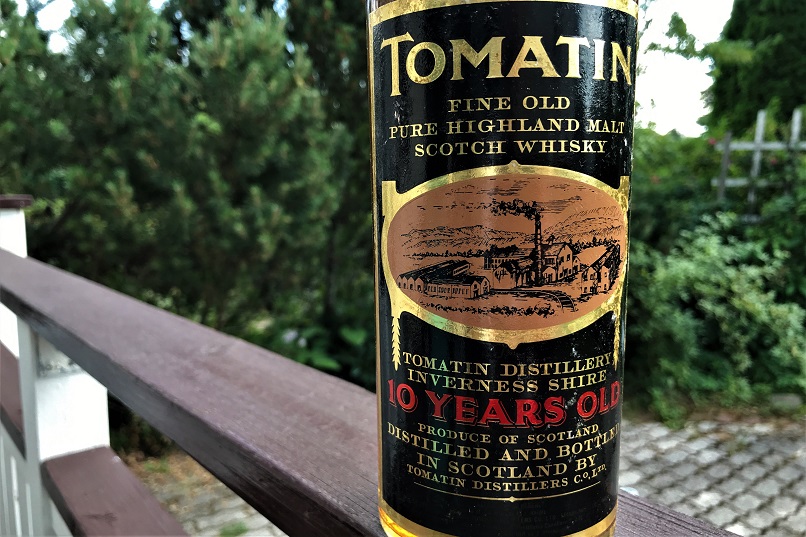 TOMATIN
FINE OLD
PURE HIGHLAND MALT
SCOTCH WHISKY
TOMATIN DISTILLERY
INVERNESS SHIRE
10 YEARS OLD
PRODUCE OF SCOTLAND
DISTILLED AND BOTTLED
IN SCOTLAND BY
TOMATIN DISTILLERS C.O, LTD,